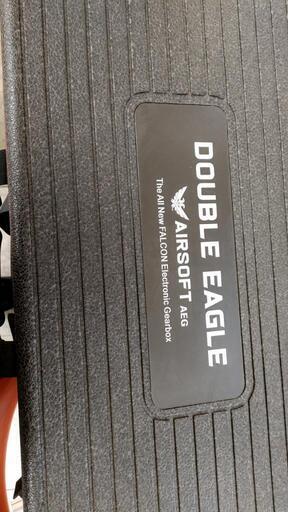 DOUBLE EAGLE
AIRSOFT AEG
The All New FALCON Electronic Gearbox